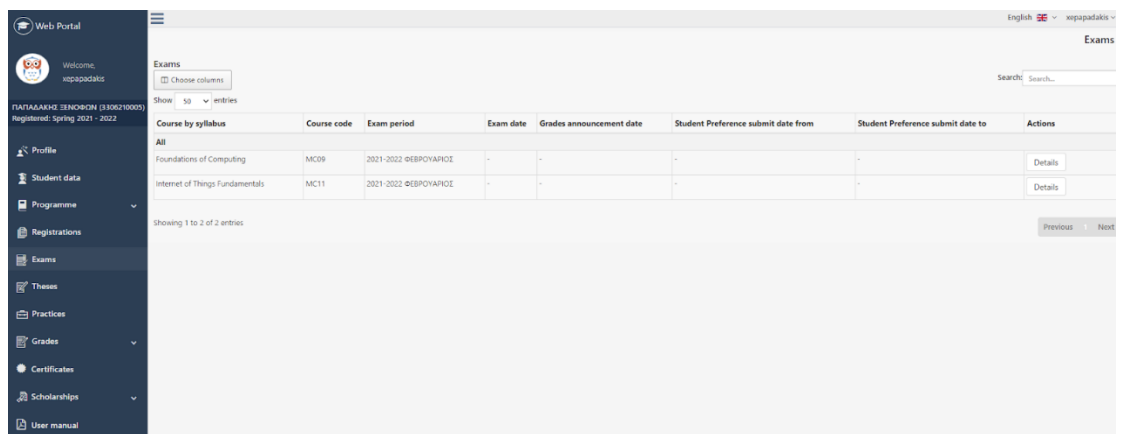 Web Portal
English xepapadakis
Exams
Welcome,
xepapadakis
ΠΑΠΑΔΑΚΗΣ ΞΕΝΟΦΩΝ (3306210005)
Registered: Spring 2021 - 2022
Profile
Student data
Programme
Registrations
Exams
Theses
Practices
Grades
Certificates
Scholarships
User manual
Exams
Choose columns
Search: Search...
Show 50 entries
Course by syllabus Course code Exam period Exam date Grades announcement date Student Preference submit date from Student Preference submit date to Actions
All
Foundations of Computing MC09 2021-2022 ΦΕΒΡΟΥΑΡΙΟΣ - - - - Details
Internet of Things Fundamentals MC11 2021-2022 ΦΕΒΡΟΥΑΡΙΟΣ - - - - Details
Showing 1 to 2 of 2 entries
Previous 1 Next